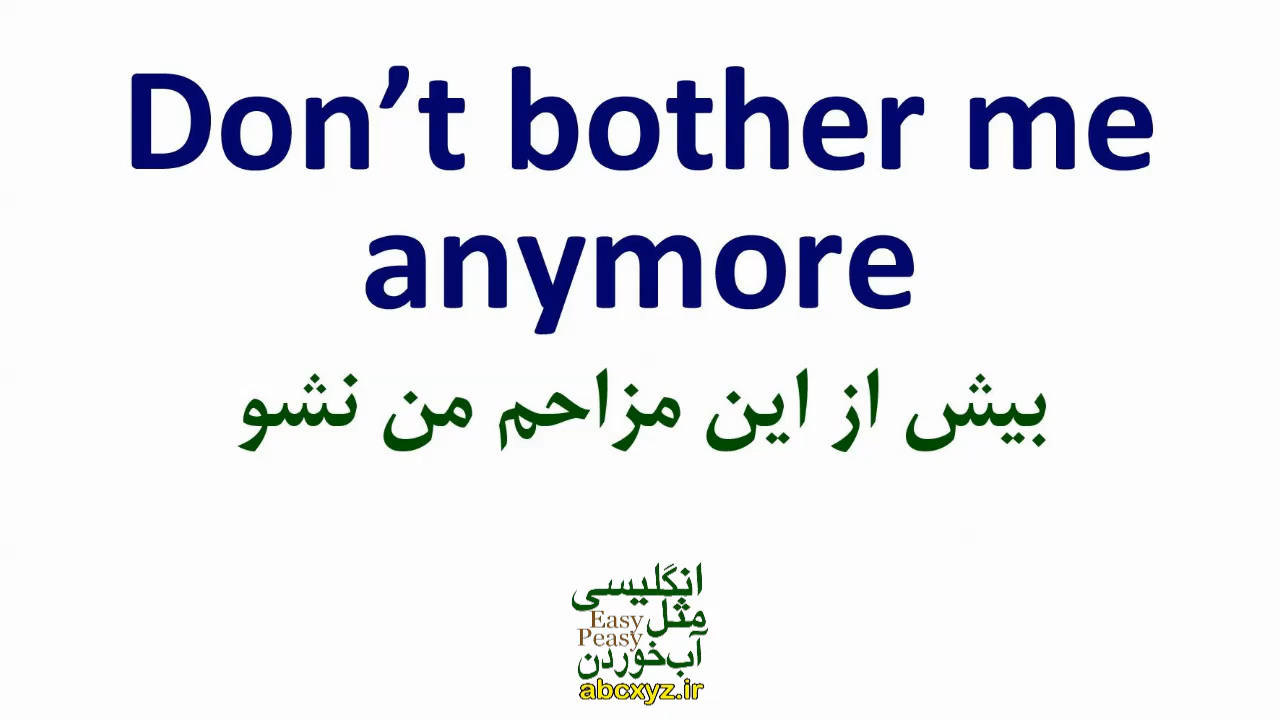 Don’t bother me
anymore
بیش از این مزاحم من نشو
انگلیسی
مثل Easy
Peasy
آب‌خوردن
abcxyz.ir